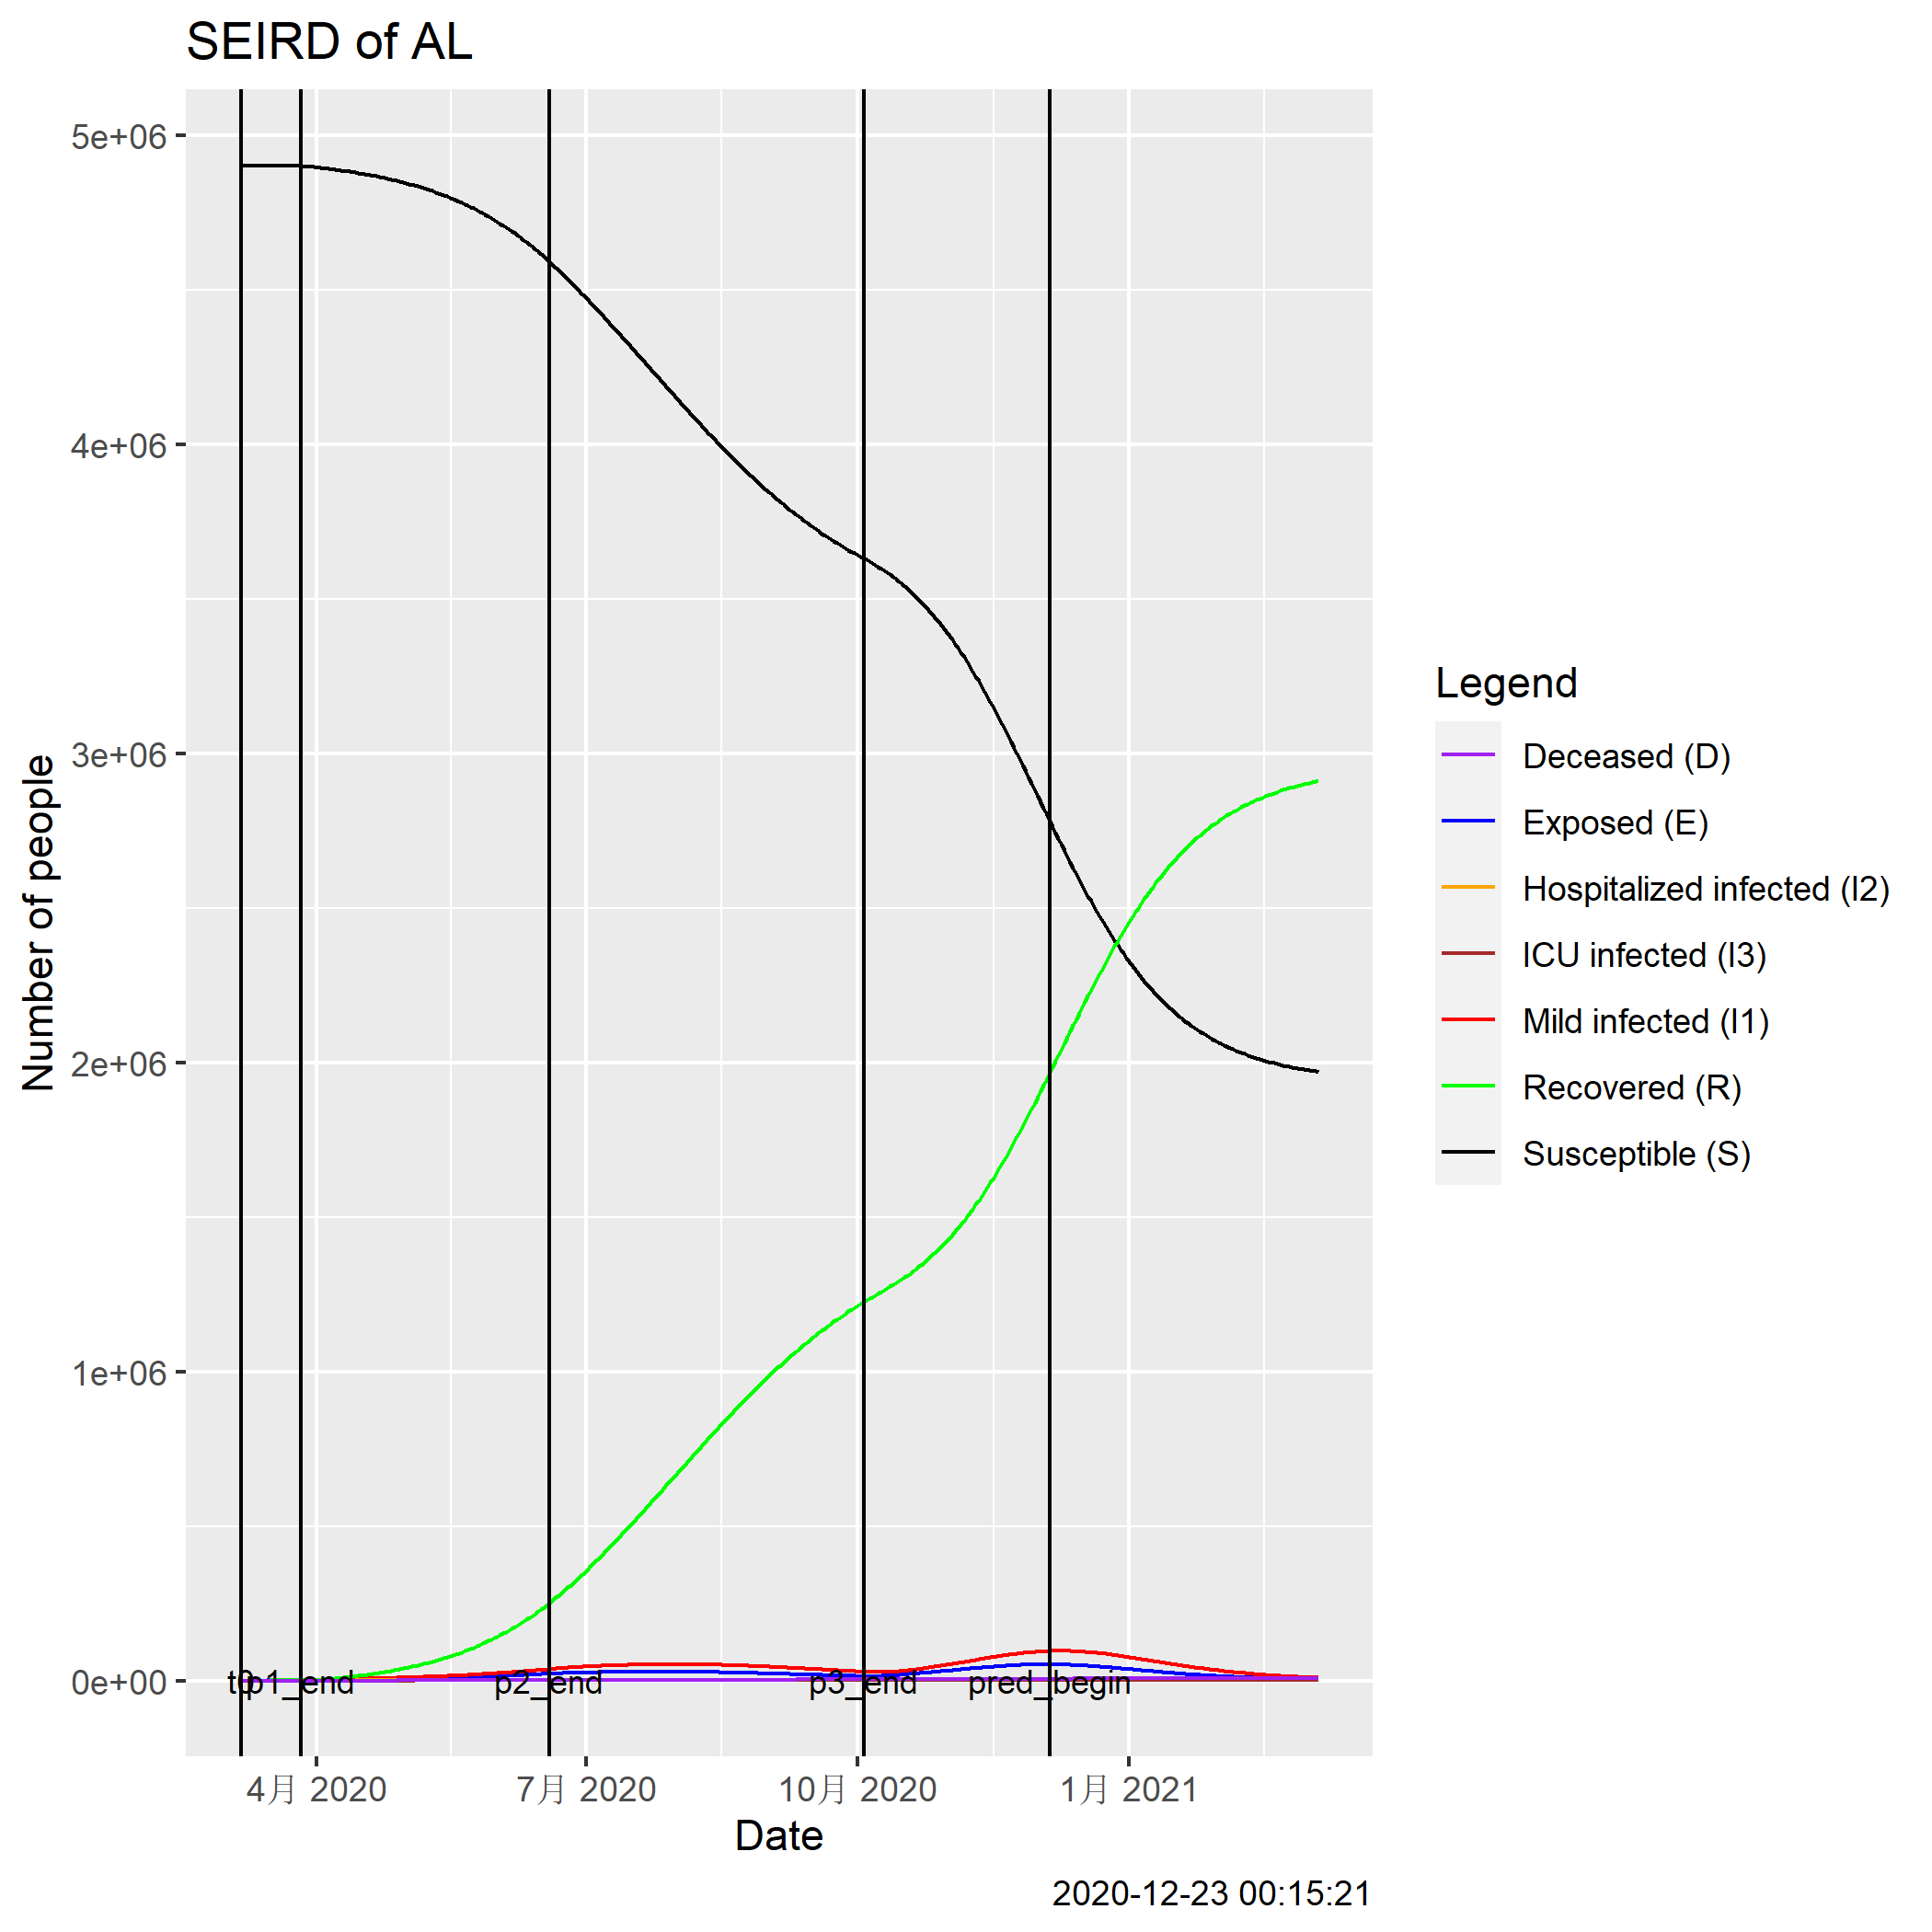 SEIRD of AL
5e+06
4e+06
3e+06
2e+06
1e+06
0e+00
Number of people
t0
p1_end
p2_end
p3_end
pred_begin
4月 2020
7月 2020
10月 2020
1月 2021
Date
Legend
Deceased (D)
Exposed (E)
Hospitalized infected (I2)
ICU infected (I3)
Mild infected (I1)
Recovered (R)
Susceptible (S)
2020-12-23 00:15:21